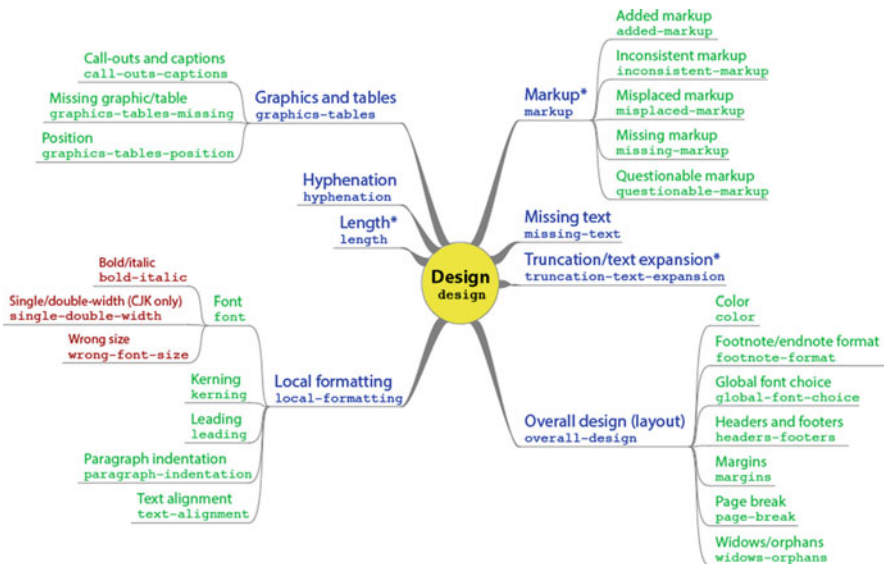 Design
design
Graphics and tables
graphics-tables
Call-outs and captions
call-outs-captions
Missing graphic/table
graphics-tables-missing
Position
graphics-tables-position
Hyphenation
hyphenation
Length*
length
Local formatting
local-formatting
Font
font
Bold/italic
bold-italic
Single/double-width (CJK only)
single-double-width
Wrong size
wrong-font-size
Kerning
kerning
Leading
leading
Paragraph indentation
paragraph-indentation
Text alignment
text-alignment
Markup*
markup
Added markup
added-markup
Inconsistent markup
inconsistent-markup
Misplaced markup
misplaced-markup
Missing markup
missing-markup
Questionable markup
questionable-markup
Missing text
missing-text
Truncation/text expansion*
truncation-text-expansion
Overall design (layout)
overall-design
Color
color
Footnote/endnote format
footnote-format
Global font choice
global-font-choice
Headers and footers
headers-footers
Margins
margins
Page break
page-break
Widows/orphans
widows-orphans